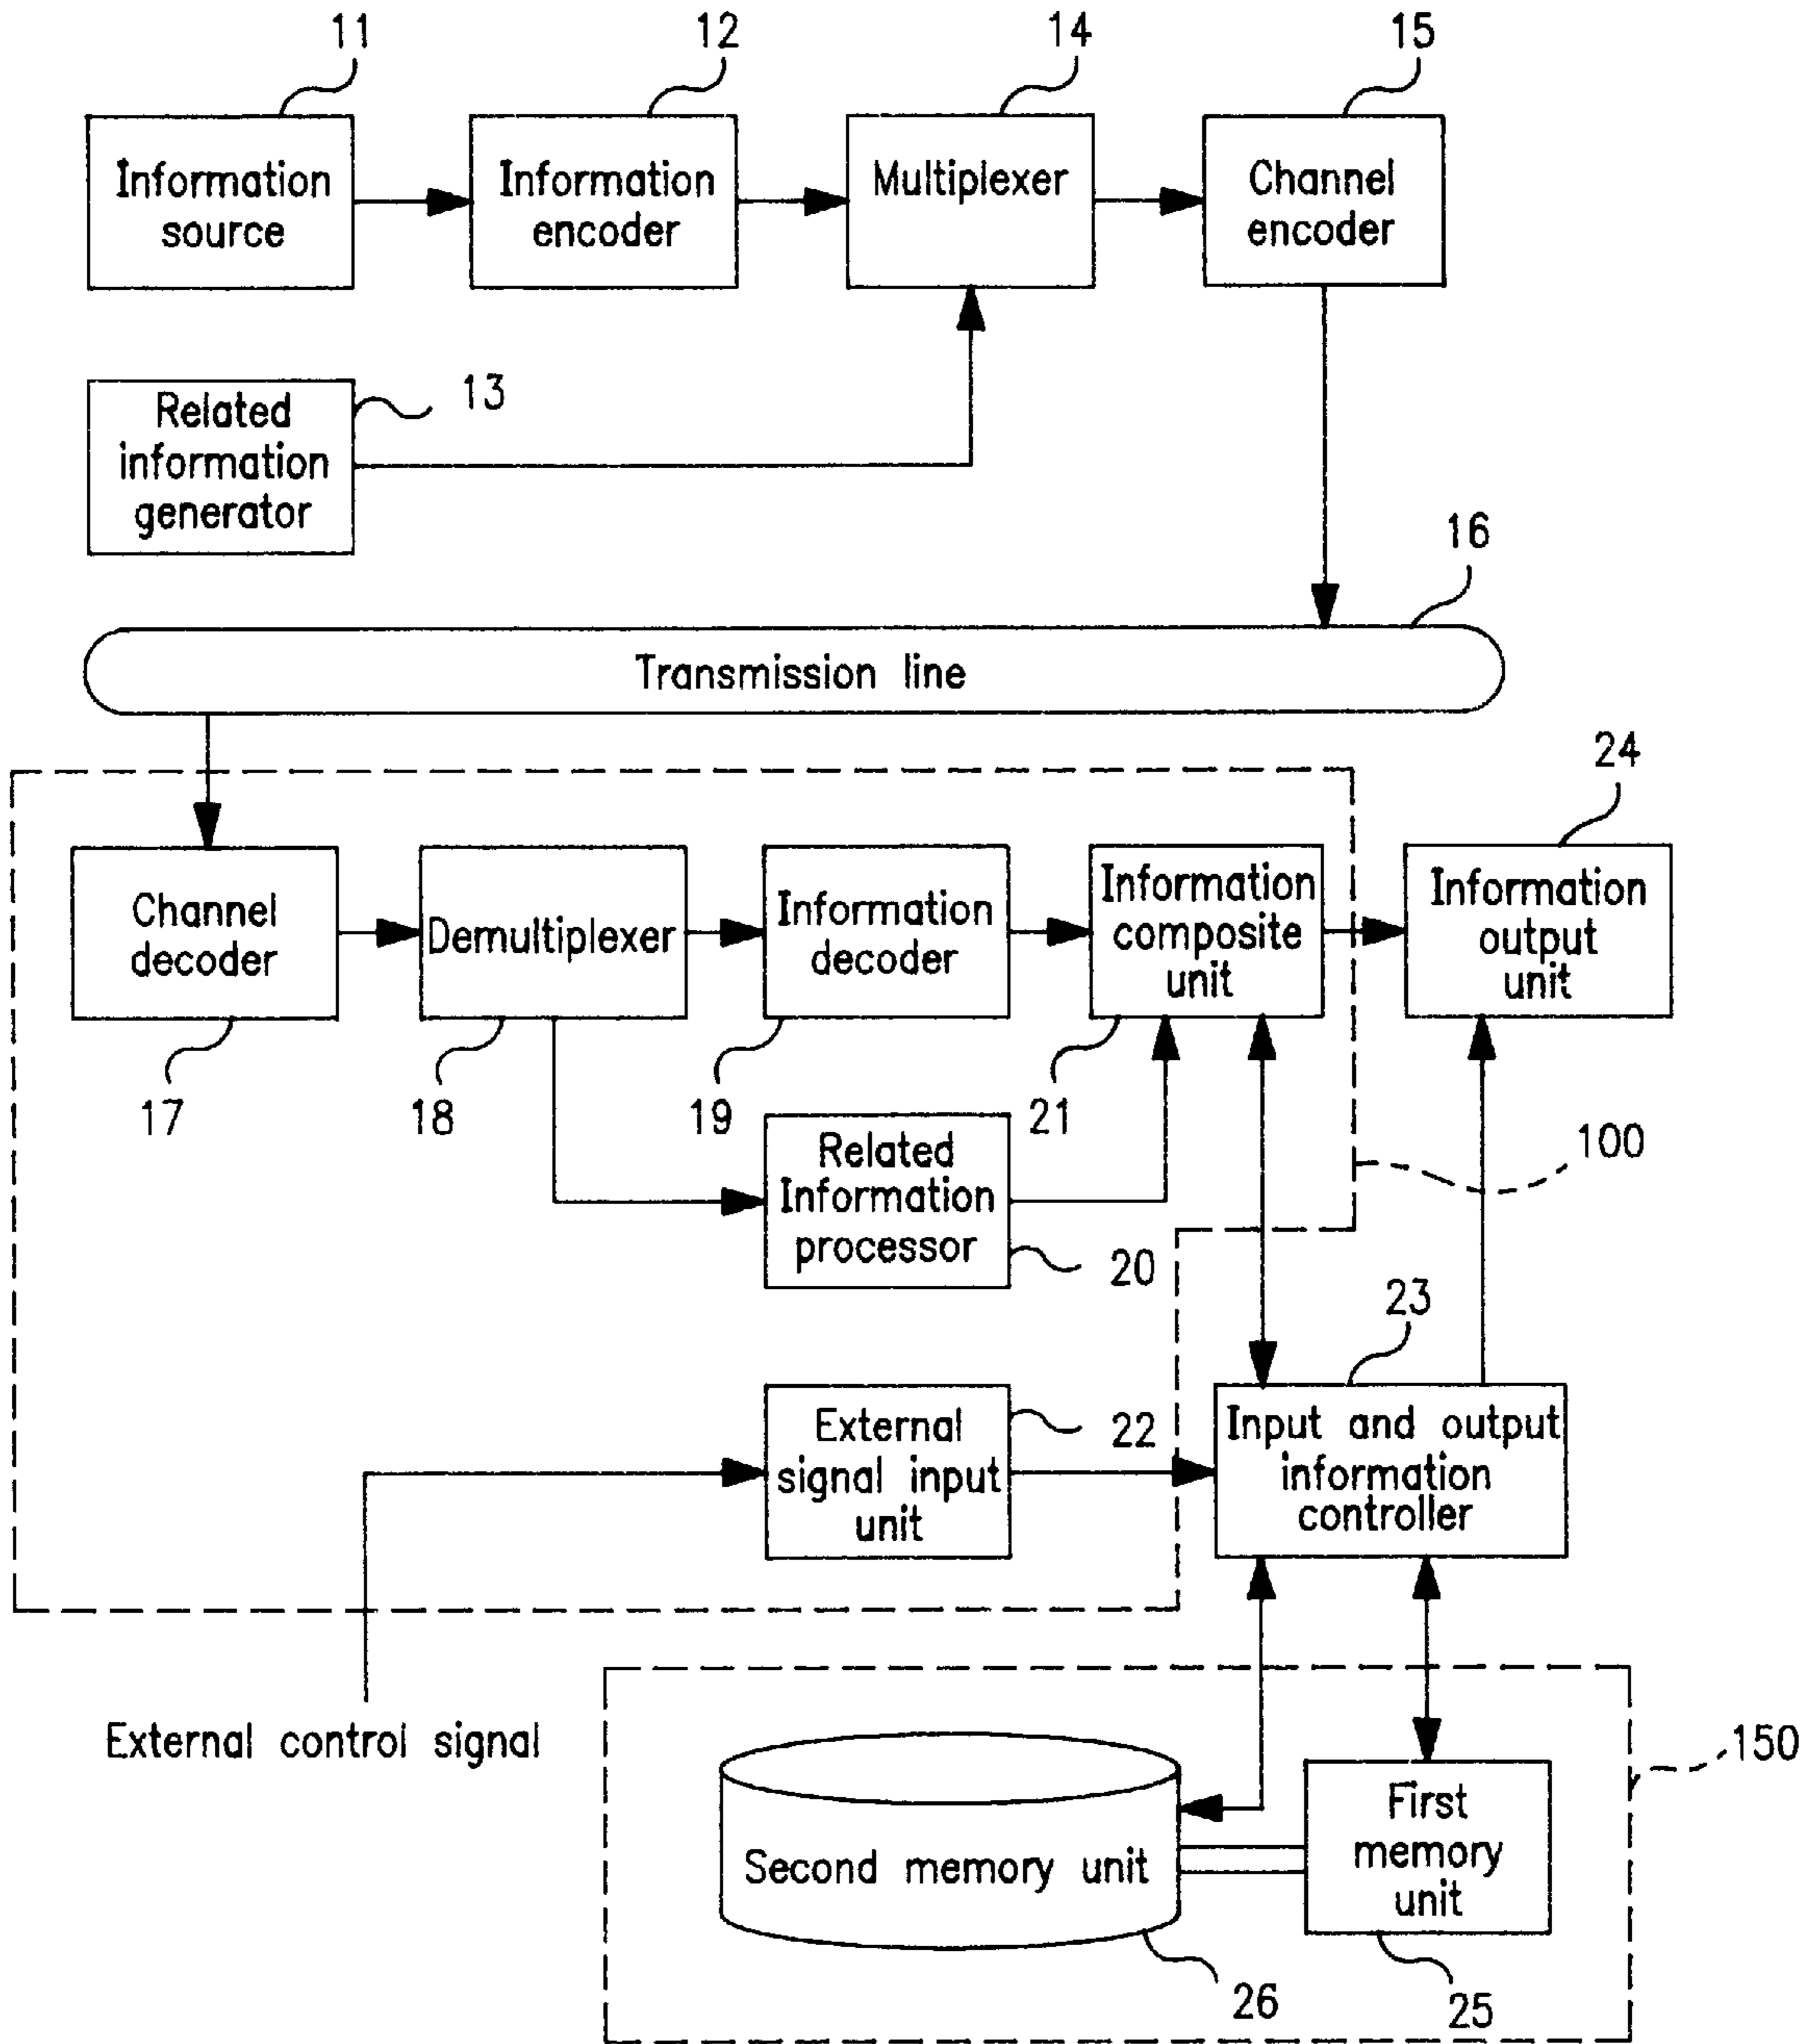 11
12
14
15
Information
source
Information
encoder
Multiplexer
Channel
encoder
13
Related
information
generator
16
Transmission line
24
Channel
decoder
Demultiplexer
Information
decoder
Information
composite
unit
Information
output
unit
17
18
19
21
100
Related
Information
processor
20
23
External
signal input
unit
22
Input and output
information
controller
External control signal
150
Second memory unit
First
memory
unit
26
25